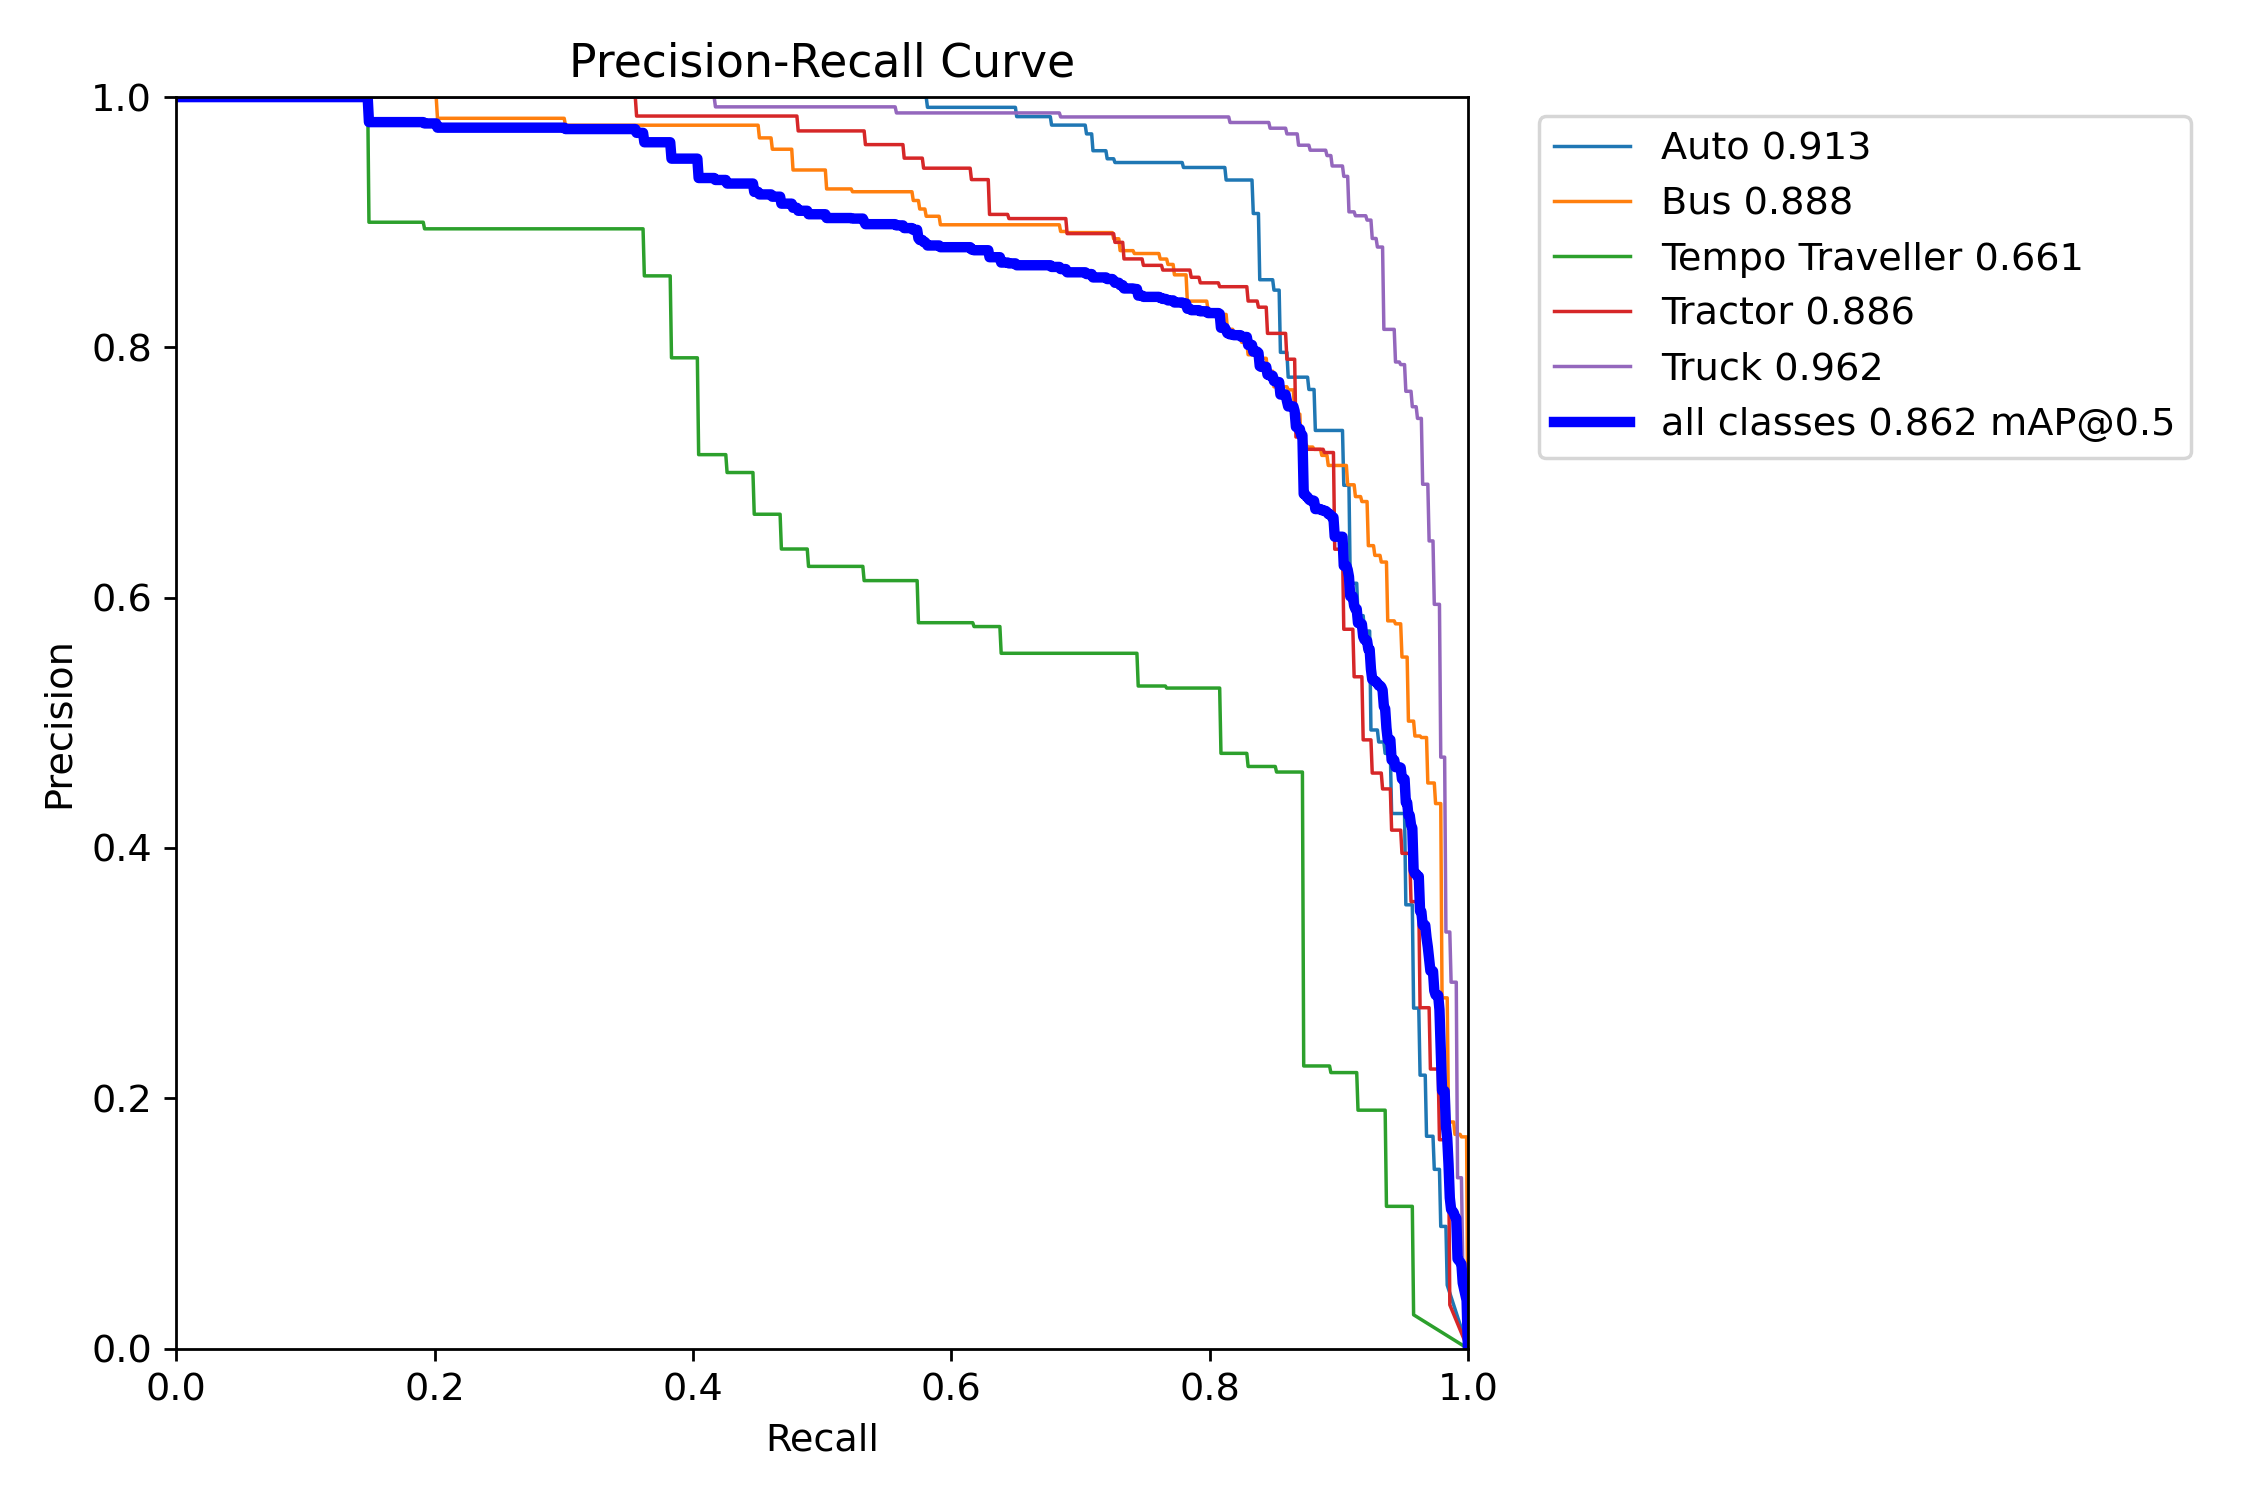 Precision-Recall Curve
1.0
0.8
0.6
0.4
0.2
0.0
Precision
0.0 0.2 0.4 0.6 0.8 1.0
Recall
Auto 0.913
Bus 0.888
Tempo Traveller 0.661
Tractor 0.886
Truck 0.962
all classes 0.862 mAP@0.5